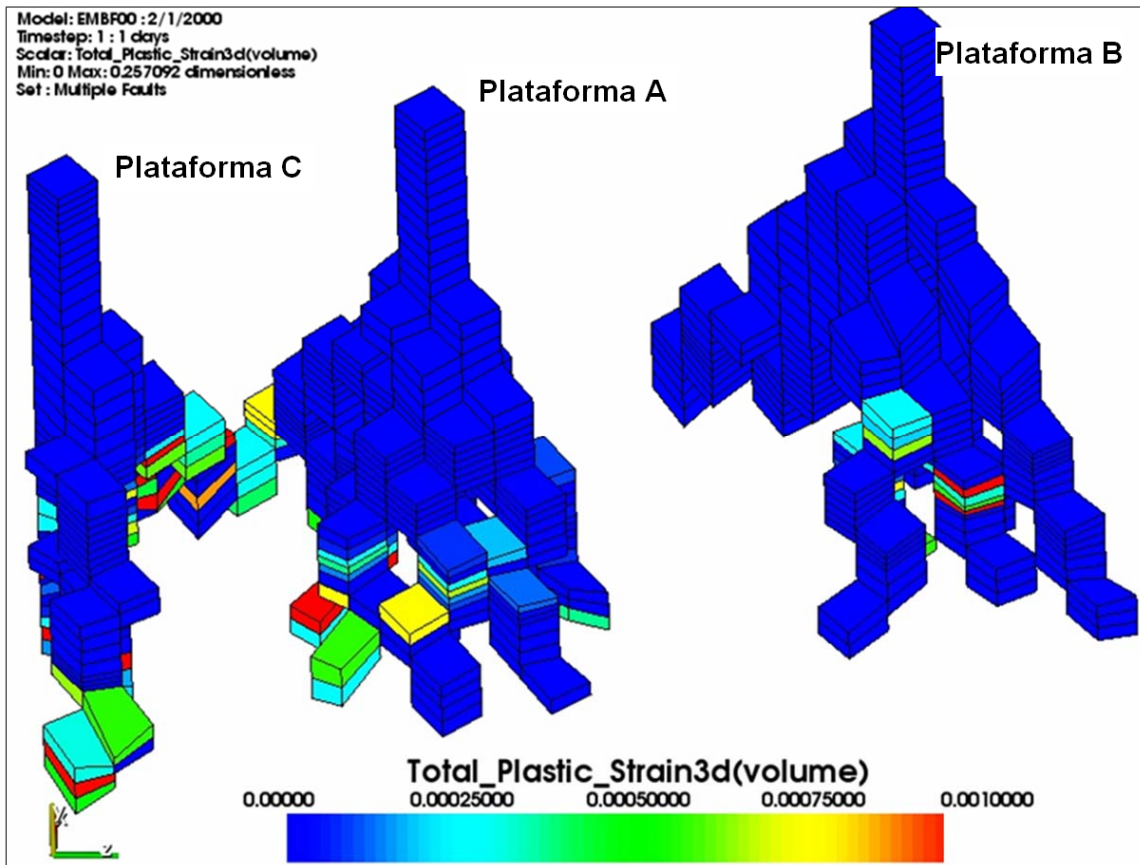 Model: EMBF00 : 2/1/2000
Timestep: 1 : 1 days
Scalar: Total_Plastic_Strain3d(volume)
Min: 0 Max: 0.257092 dimensionless
Set : Multiple Faults
Plataforma B
Plataforma A
Plataforma C
Total_Plastic_Strain3d(volume)
0.00000 0.00025000 0.00050000 0.00075000 0.0010000
z